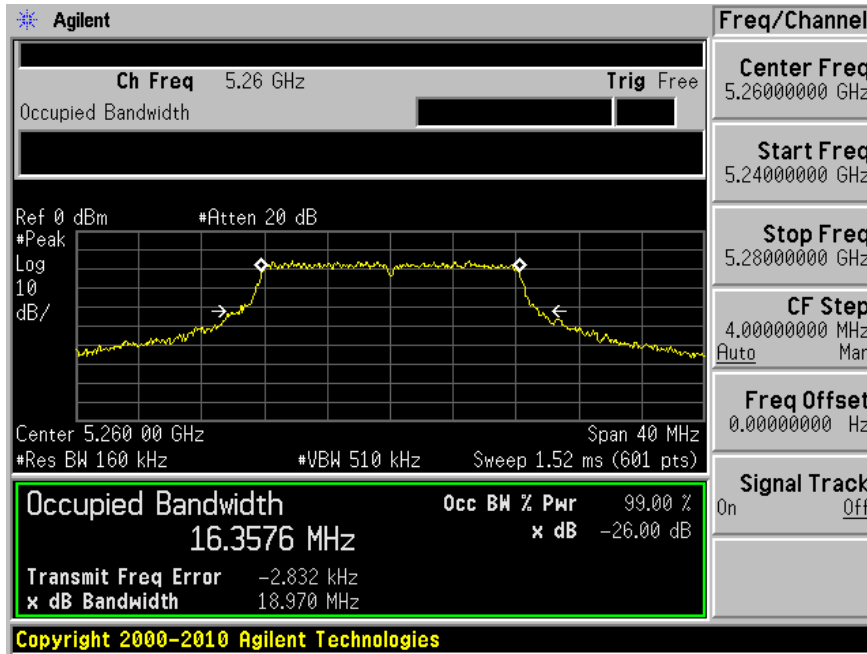 Agilent
Freq/Channel
Ch Freq 5.26 GHz Trig Free
Occupied Bandwidth
Center Freq
5.26000000 GHz
Start Freq
5.24000000 GHz
Stop Freq
5.28000000 GHz
CF Step
4.00000000 MHz
Auto Man
Freq Offset
0.00000000 Hz
Signal Track
On Off
Ref 0 dBm #Atten 20 dB
#Peak
Log
10
dB/
Center 5.260 00 GHz Span 40 MHz
#Res BW 160 kHz #VBW 510 kHz Sweep 1.52 ms (601 pts)
Occupied Bandwidth Occ BW % Pwr 99.00 %
16.3576 MHz x dB -26.00 dB
Transmit Freq Error -2.832 kHz
x dB Bandwidth 18.970 MHz
Copyright 2000-2010 Agilent Technologies